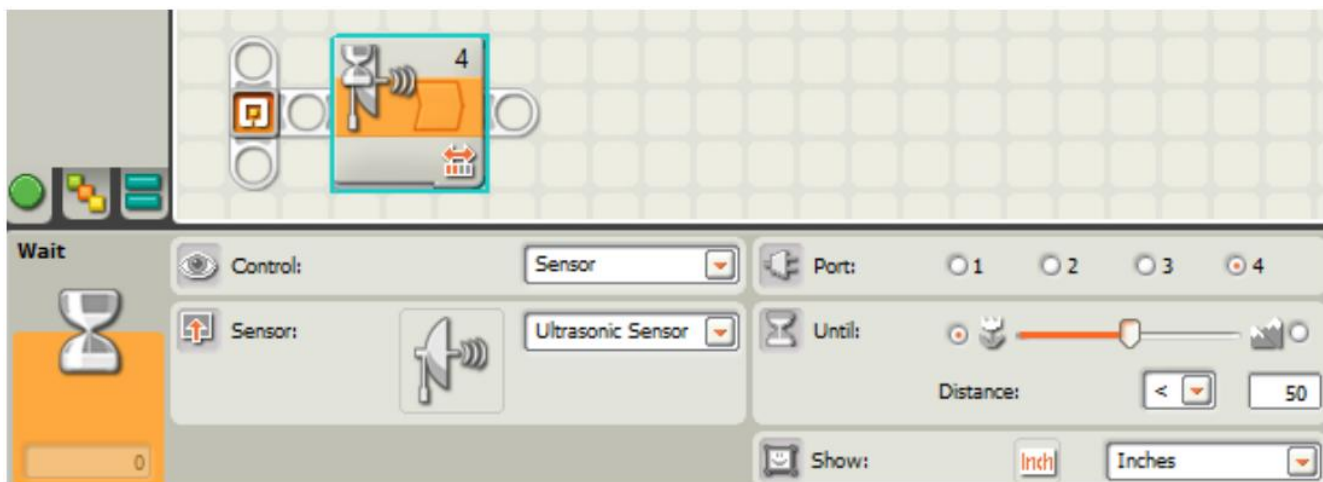 4
Wait
Control:
Sensor
Port:
1
2
3
4
Sensor:
Ultrasonic Sensor
Until:
Distance:
<
50
0
Show:
Inch
Inches